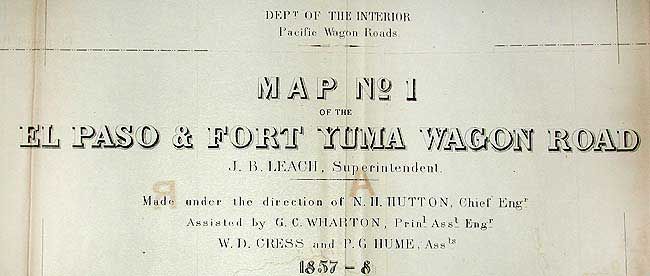 DEPT OF THE INTERIOR
Pacific Wagon Roads
MAP No 1
OF THE
EL PASO & FORT YUMA WAGON ROAD
J. B. LEACH, Superintendent.
Made under the direction of N. H. HUTTON, Chief Engr
Assisted by G. C. WHARTON, Prinl Asst Engr
W. D. CRESS and P. G HUME, Assts
1857-8